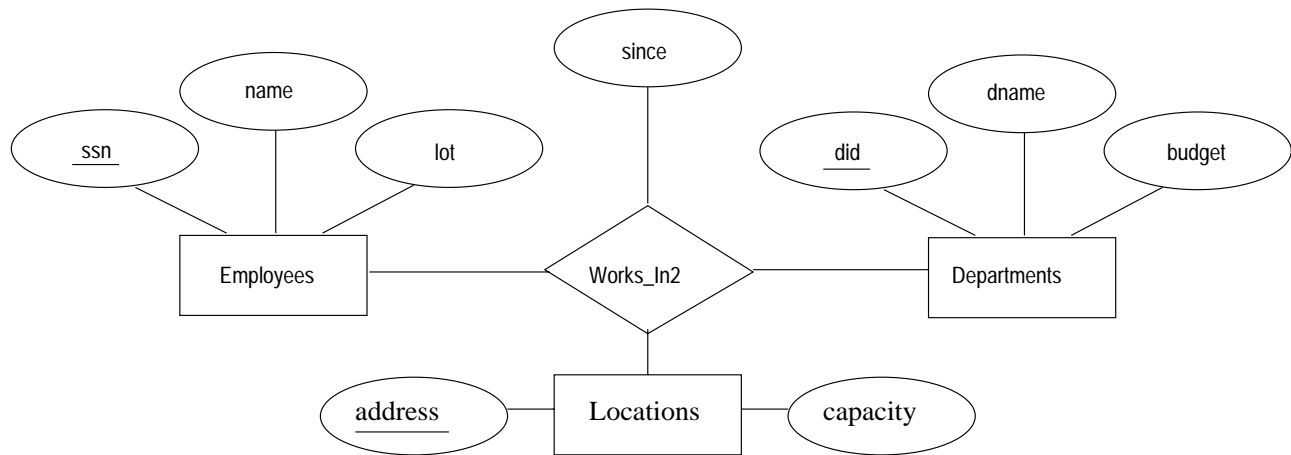 since
name
dname
ssn
lot
did
budget
Employees
Works_In2
Departments
address
Locations
capacity